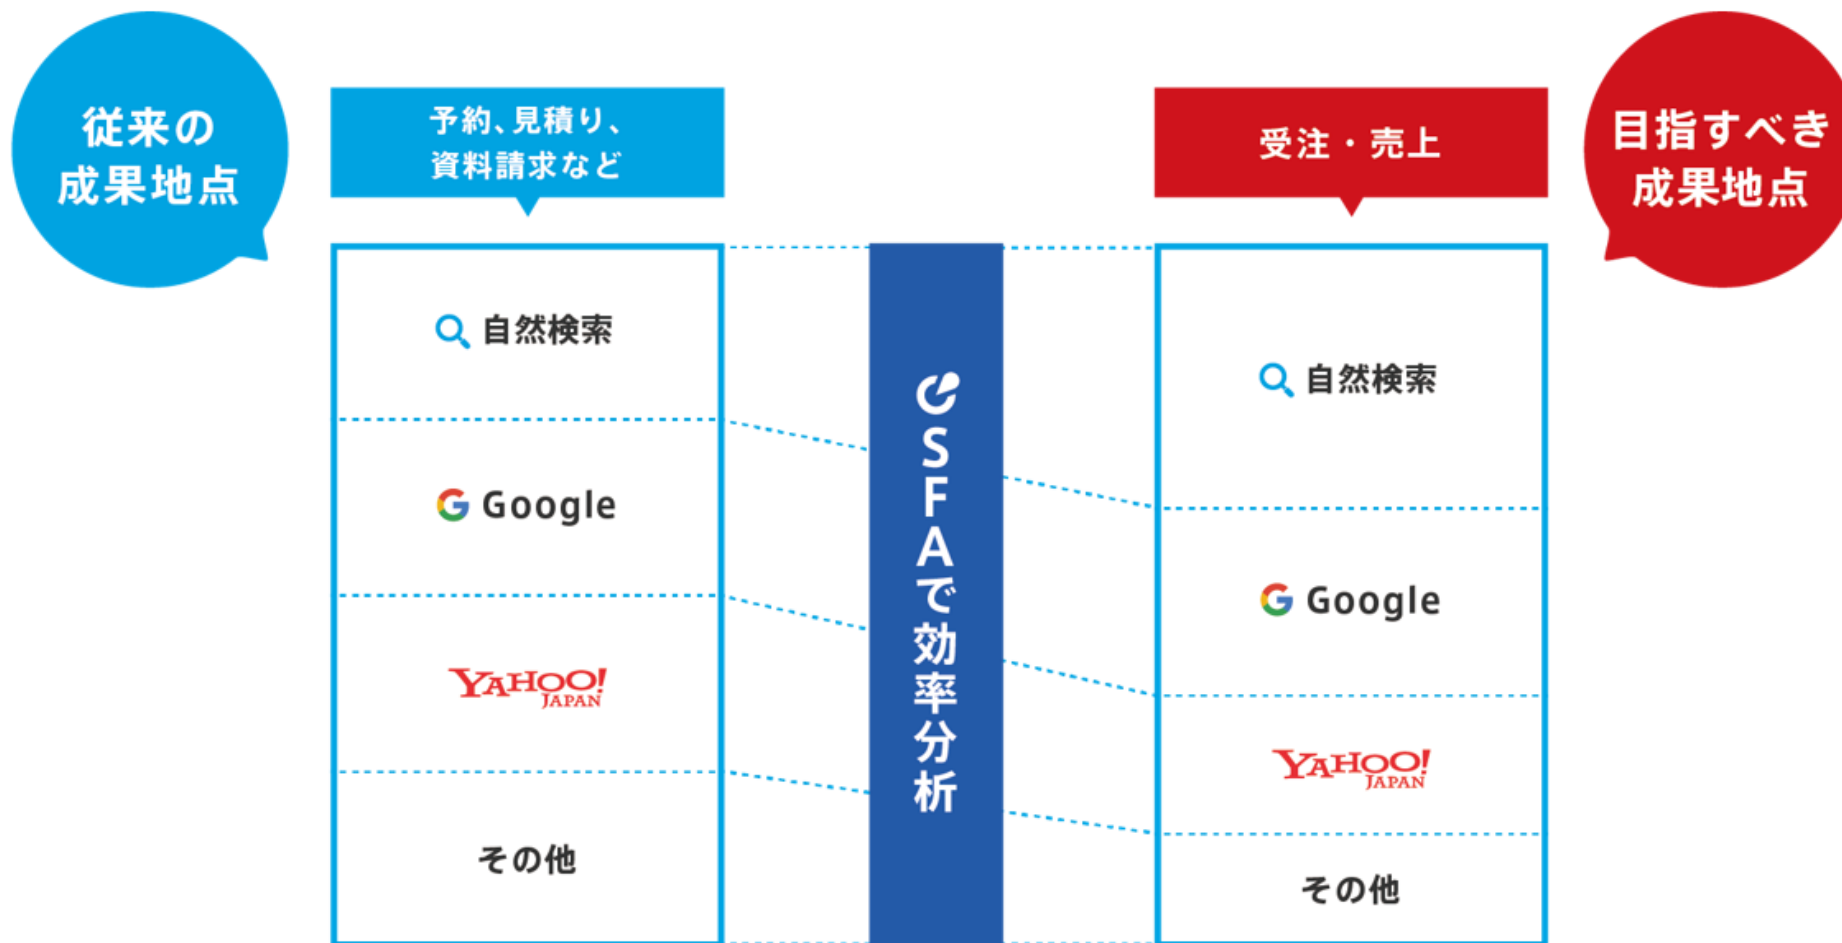 従来の
成果地点
予約、見積り、
資料請求など
受注・売上
目指すべき
成果地点
自然検索
Google
YAHOO!
JAPAN
その他
SFAで効率分析
自然検索
Google
YAHOO!
JAPAN
その他